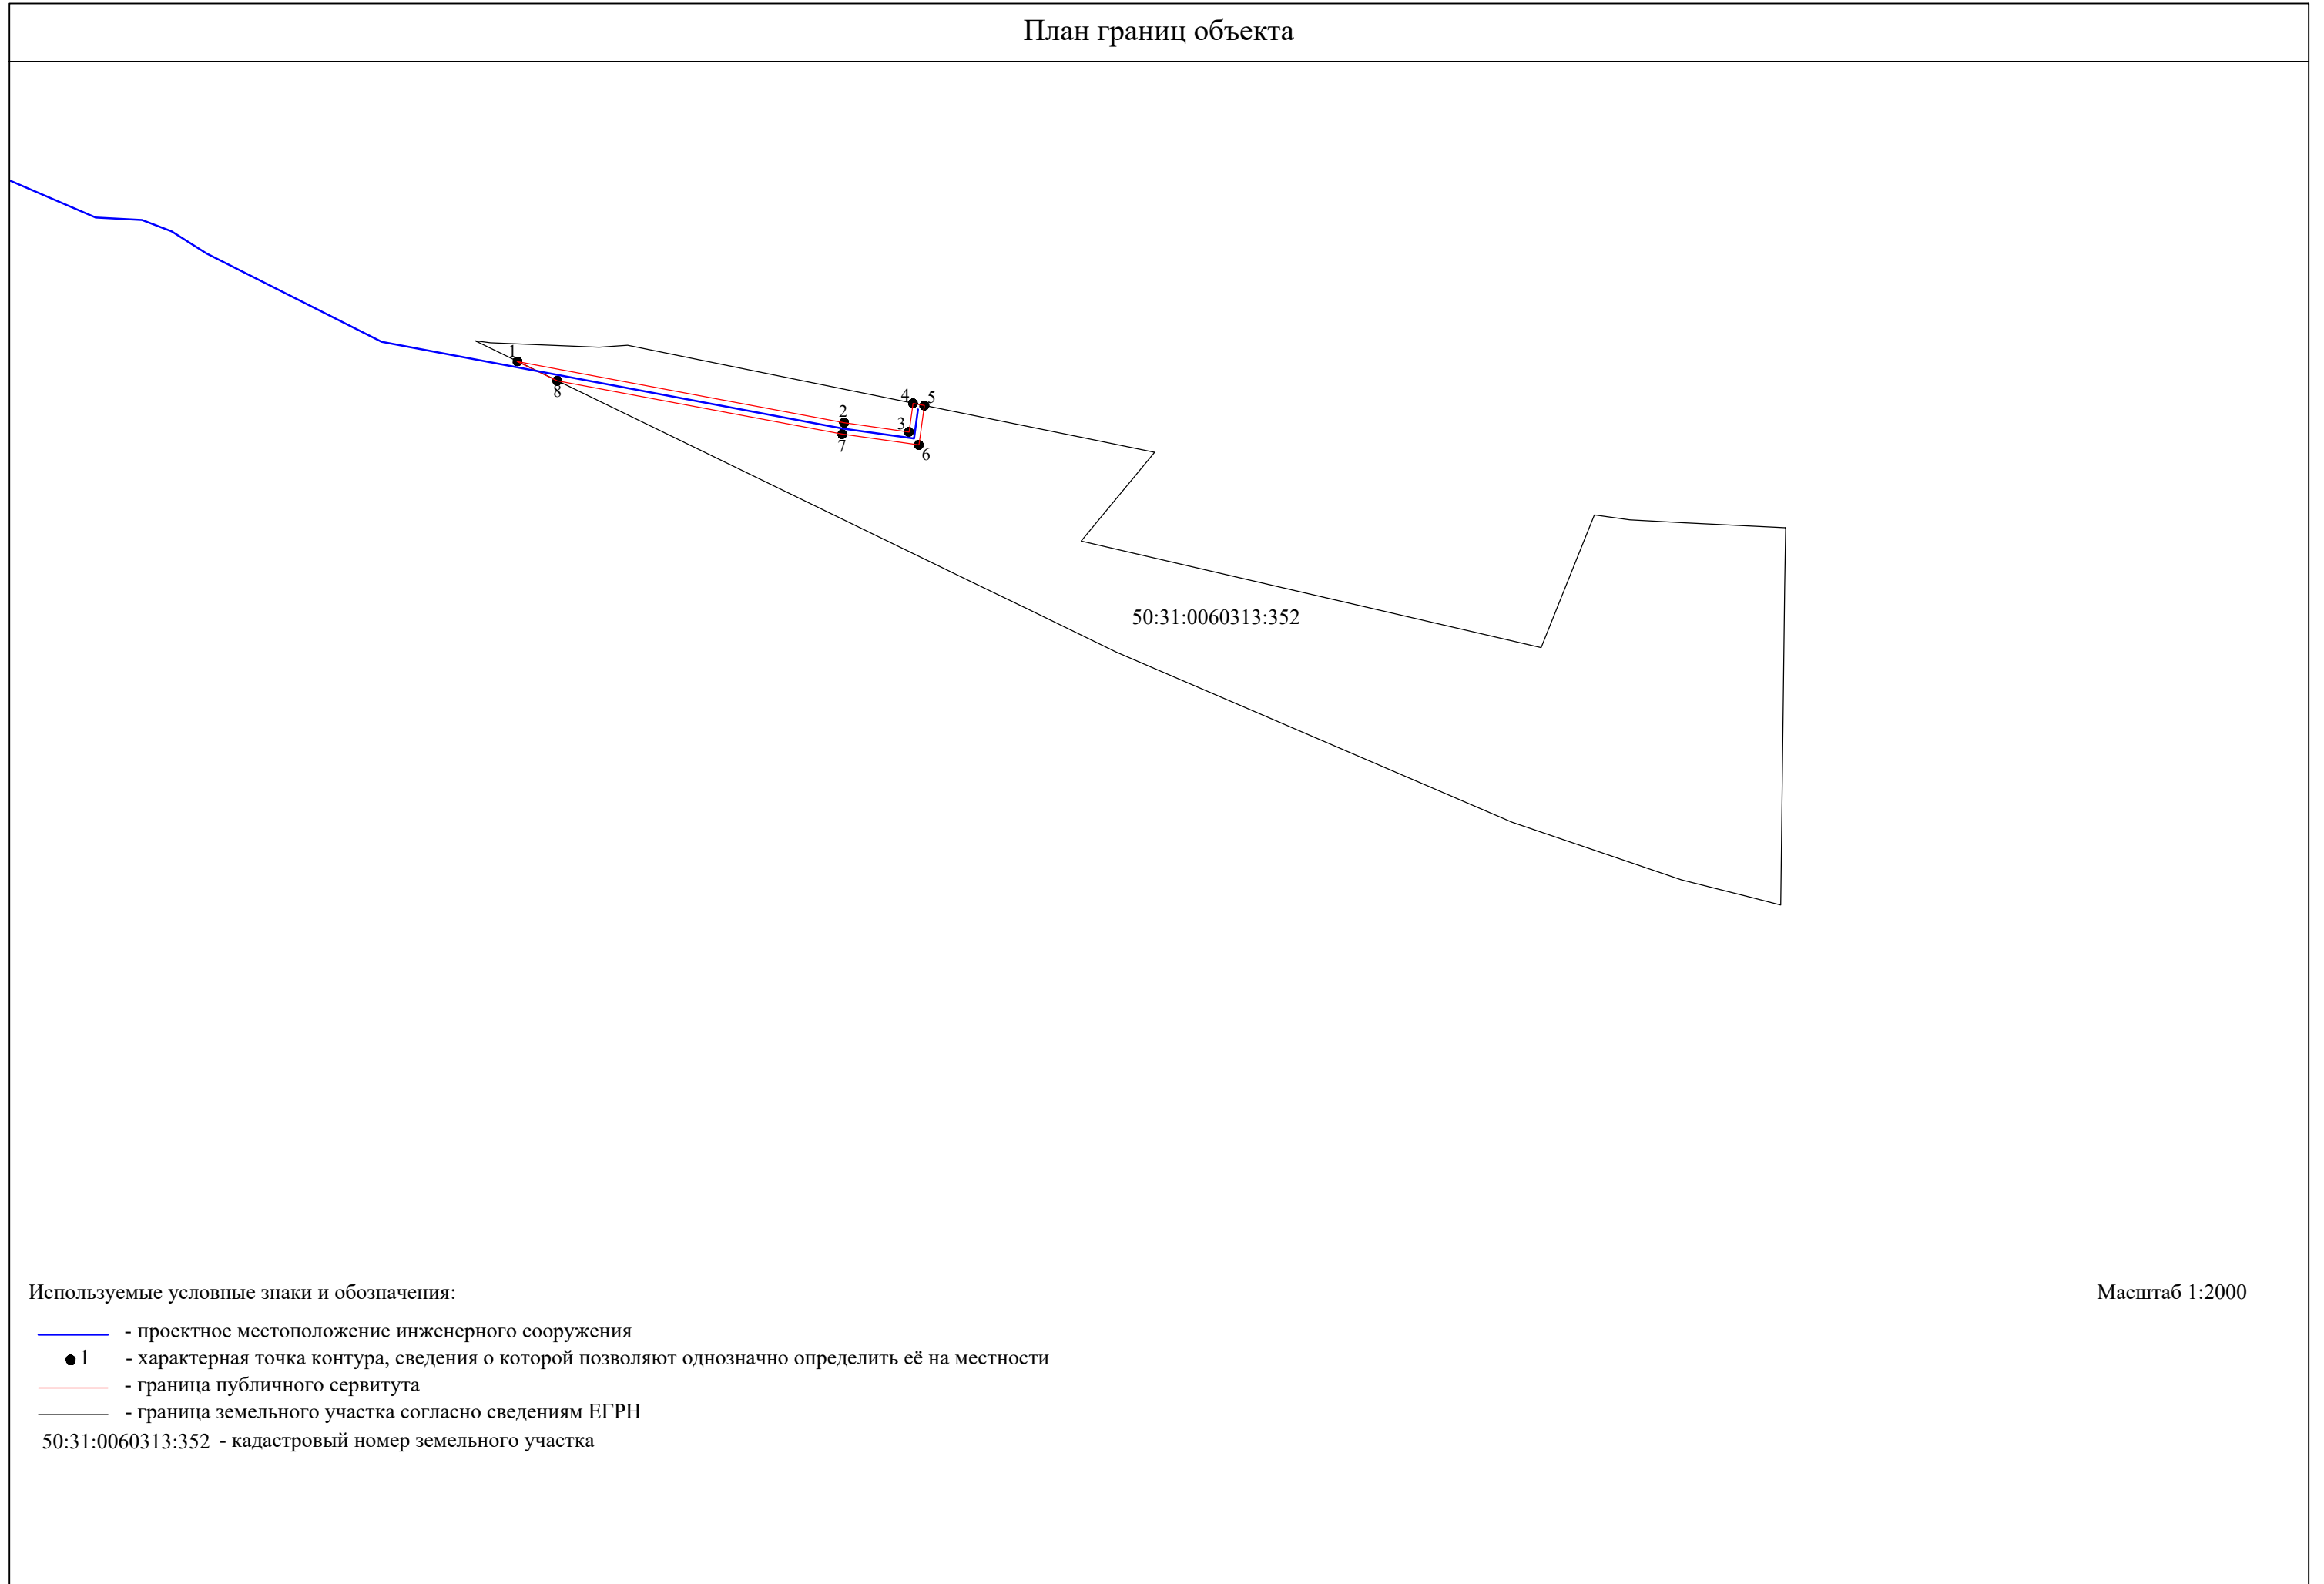 План границ объекта
1
8
2
7
3
4
5
6
50:31:0060313:352
Используемые условные знаки и обозначения:
Масштаб 1:2000
- проектное местоположение инженерного сооружения
1 - характерная точка контура, сведения о которой позволяют однозначно определить её на местности
- граница публичного сервитута
- граница земельного участка согласно сведениям ЕГРН
50:31:0060313:352 - кадастровый номер земельного участка